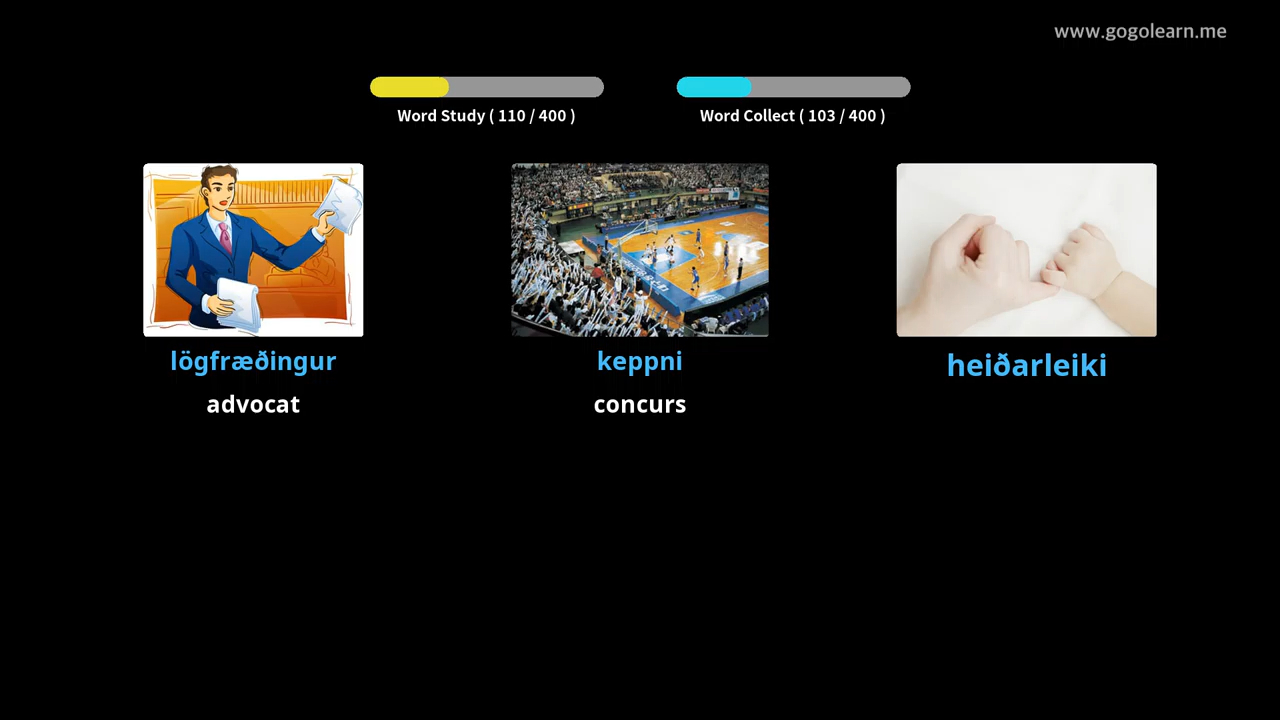 www.gogolearn.me
Word Study ( 110 / 400 )
Word Collect ( 103 / 400 )
lögfræðingur
keppni
heiðarleiki
advocat
concurs